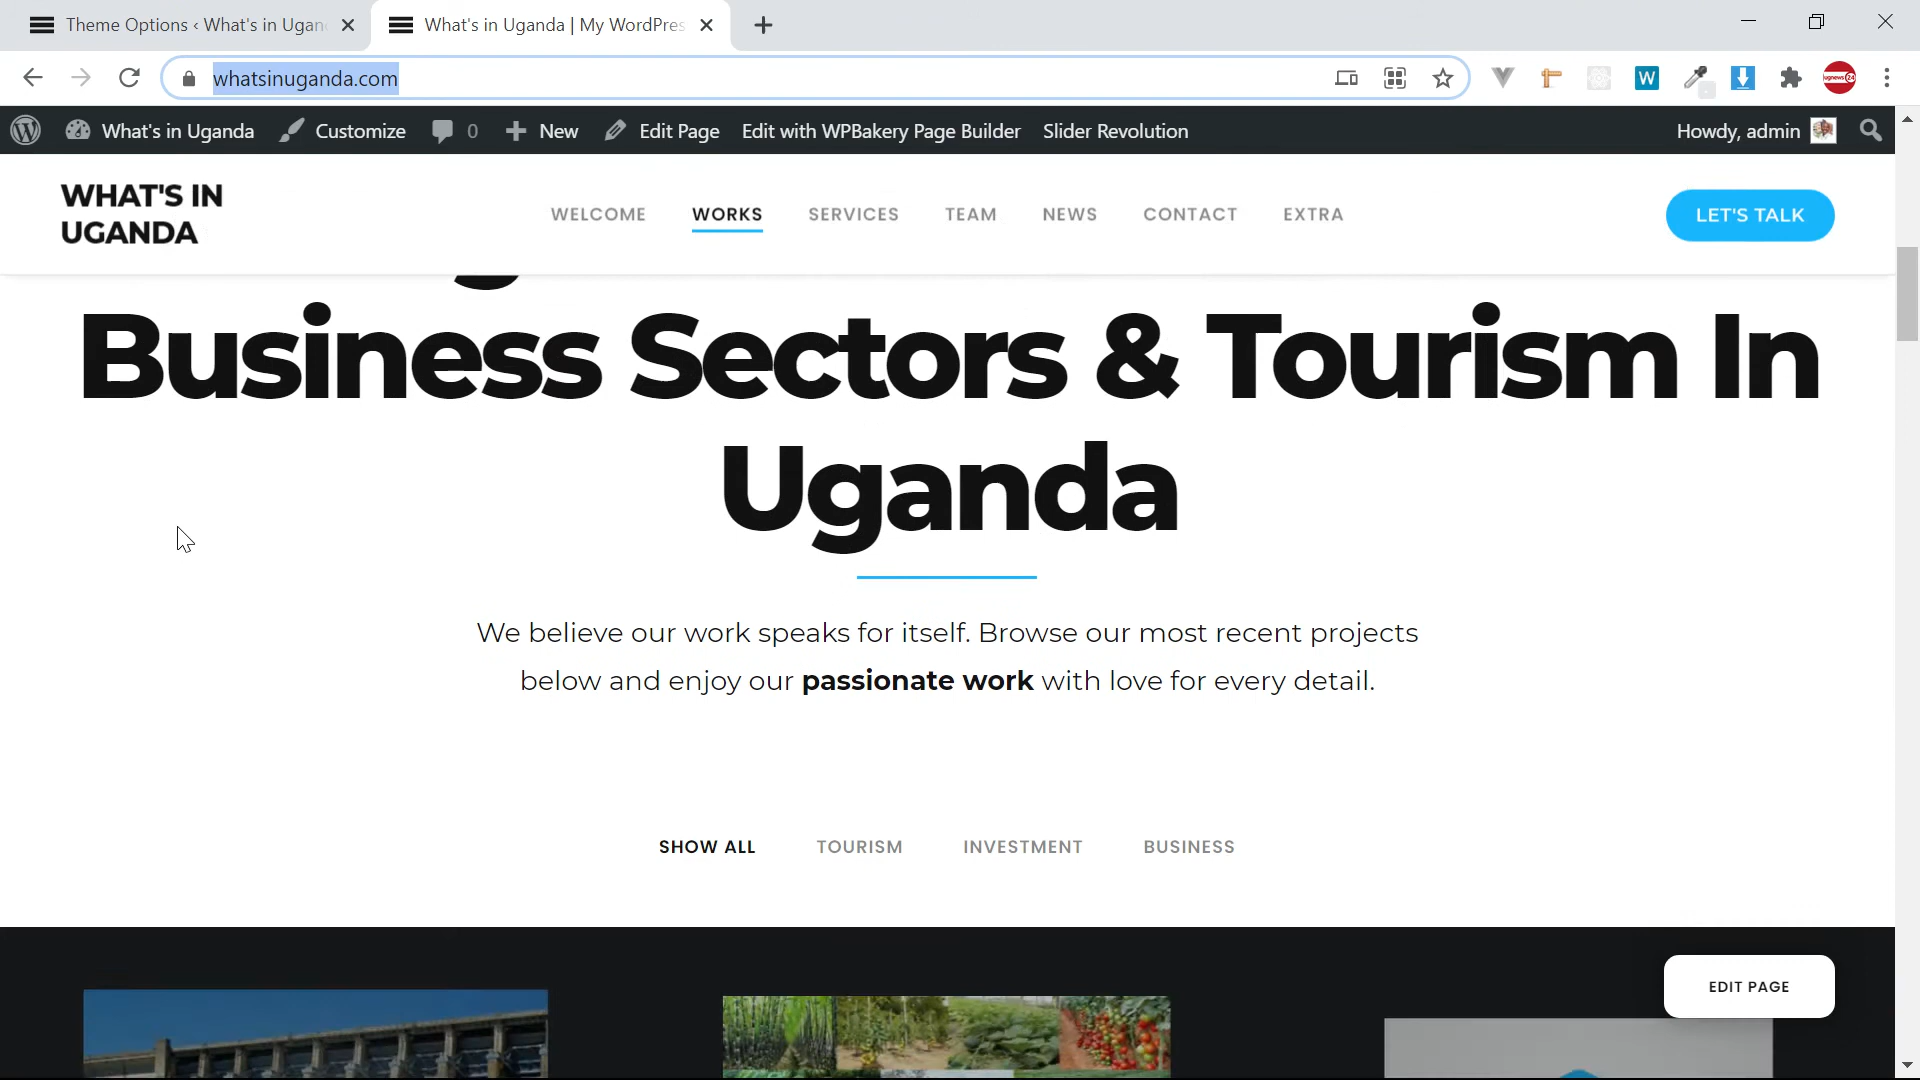 Theme Options ‹ What's in Ugan
What's in Uganda | My WordPres
whatsinuganda.com
W
ugnews24
What's in Uganda
Customize
0
New
Edit Page
Edit with WPBakery Page Builder
Slider Revolution
Howdy, admin
WHAT'S IN
UGANDA
WELCOME
WORKS
SERVICES
TEAM
NEWS
CONTACT
EXTRA
LET'S TALK
Business Sectors & Tourism In
Uganda
We believe our work speaks for itself. Browse our most recent projects
below and enjoy our passionate work with love for every detail.
SHOW ALL
TOURISM
INVESTMENT
BUSINESS
EDIT PAGE